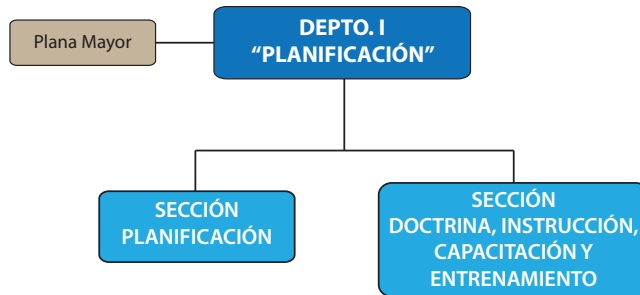 Plana Mayor
DEPTO. I
“PLANIFICACIÓN”
SECCIÓN
PLANIFICACIÓN
SECCIÓN
DOCTRINA, INSTRUCCIÓN,
CAPACITACIÓN Y
ENTRENAMIENTO